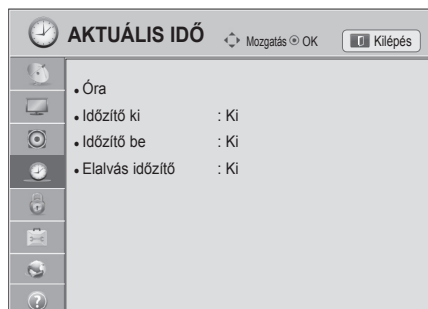 AKTUÁLIS IDŐ Mozgatás OK Kilépés
• Óra
• Időzítő ki : Ki
• Időzítő be : Ki
• Elalvás időzítő : Ki
?